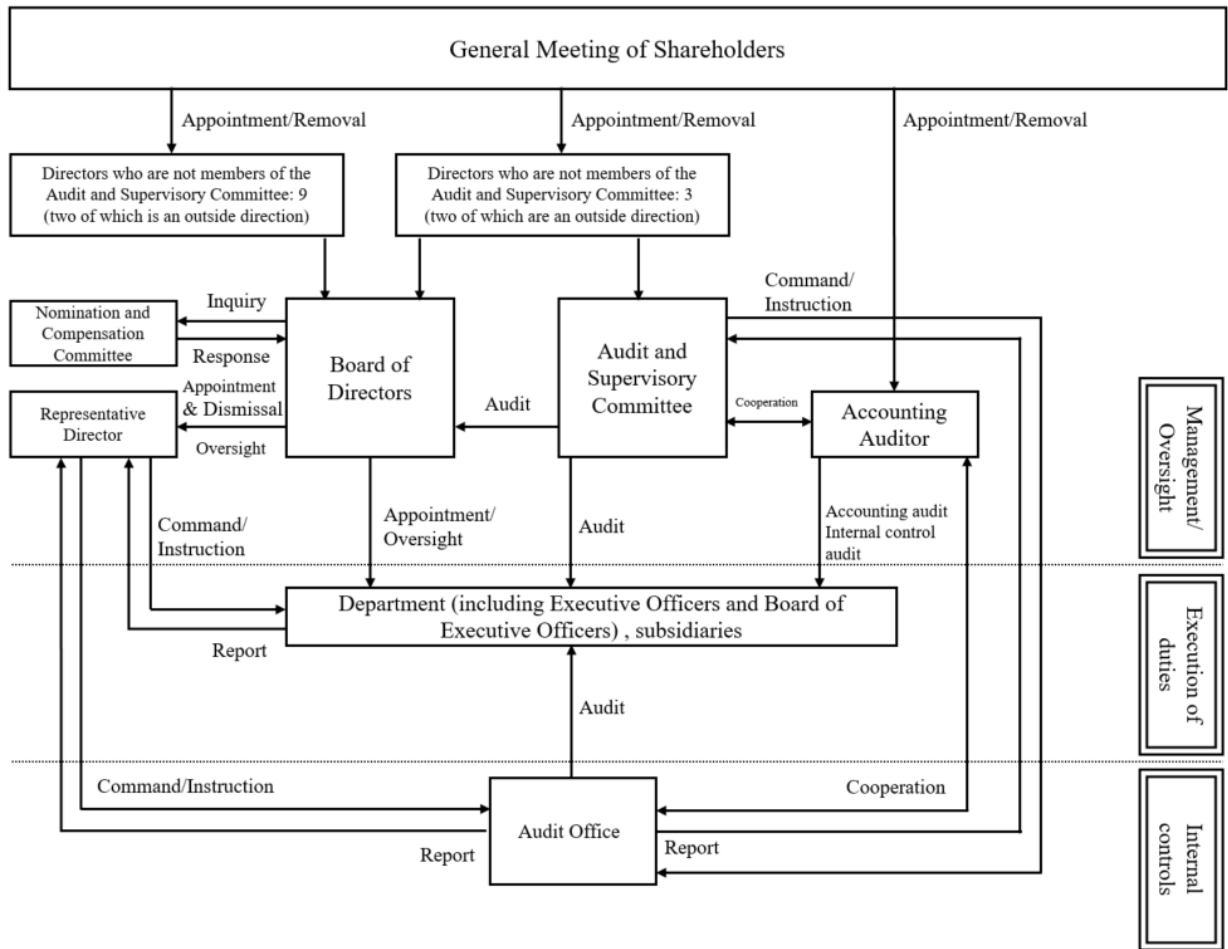 General Meeting of Shareholders
Appointment/Removal
Appointment/Removal
Appointment/Removal
Directors who are not members of the
Audit and Supervisory Committee: 9
(two of which is an outside direction)
Directors who are not members of the
Audit and Supervisory Committee: 3
(two of which are an outside direction)
Nomination and
Compensation
Committee
Inquiry
Response
Board of
Directors
Audit and
Supervisory
Committee
Command/
Instruction
Representative
Director
Appointment
& Dismissal
Oversight
Audit
Cooperation
Accounting
Auditor
Management/
Oversight
Command/
Instruction
Appointment/
Oversight
Audit
Accounting audit
Internal control
audit
Department (including Executive Officers and Board of
Executive Officers) , subsidiaries
Report
Execution of
duties
Audit
Command/Instruction
Cooperation
Audit Office
Report
Report
Internal
controls